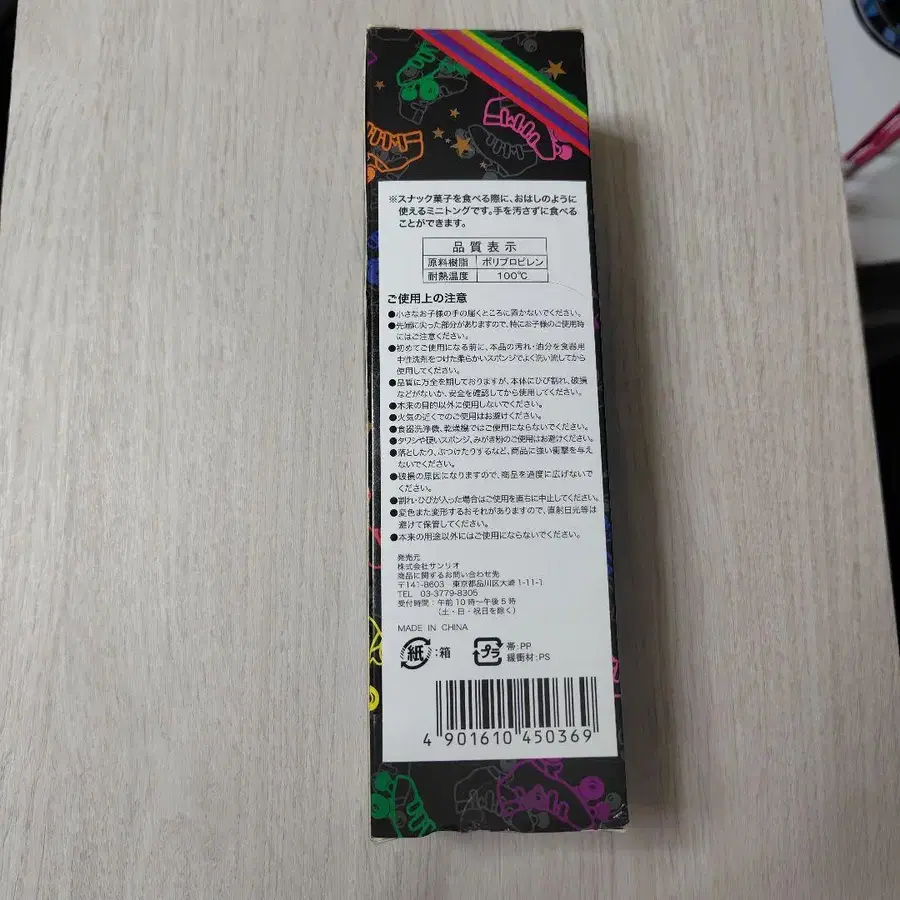 ※スナック菓子を食べる際に、おはしのように
使えるミニトングです。手を汚さずに食べる
ことができます。
品質表示
原料樹脂 ポリプロピレン
耐熱温度 100℃
ご使用上の注意
●小さなお子様の手の届くところに置かないでください。
●先端に尖った部分がありますので、特にお子様のご使用時
にはご注意ください。
●初めてご使用になる前に、本品の汚れ・油分を食器用
中性洗剤をつけた柔らかいスポンジでよく洗い流してから
使用してください。
●品質に万全を期しておりますが、本体にひび割れ、破損
などがないか、安全を確認してから使用してください。
●本来の目的以外に使用しないでください。
●火気の近くでのご使用はお避けください。
●食器洗浄機、乾燥機ではご使用にならないでください。
●タワシや硬いスポンジ、みがき粉のご使用はお避けください。
●落としたり、ぶつけたりするなど、商品に強い衝撃を与え
ないでください。
●破損の原因になりますので、商品を過度に広げないで
ください。
●割れ・ひびが入った場合はご使用を直ちに中止してください。
●変色また変形するおそれがありますので、直射日光等は
避けて保管してください。
●本来の用途以外にはご使用にならないでください。
発売元
株式会社サンリオ
商品に関するお問い合わせ先
〒141-8603 東京都品川区大崎1-11-1
TEL 03-3779-8305
受付時間:午前10時〜午後5時
(土・日・祝日を除く)
MADE IN CHINA
紙:箱
プラ 帯:PP
緩衝材:PS
4 901610 450369